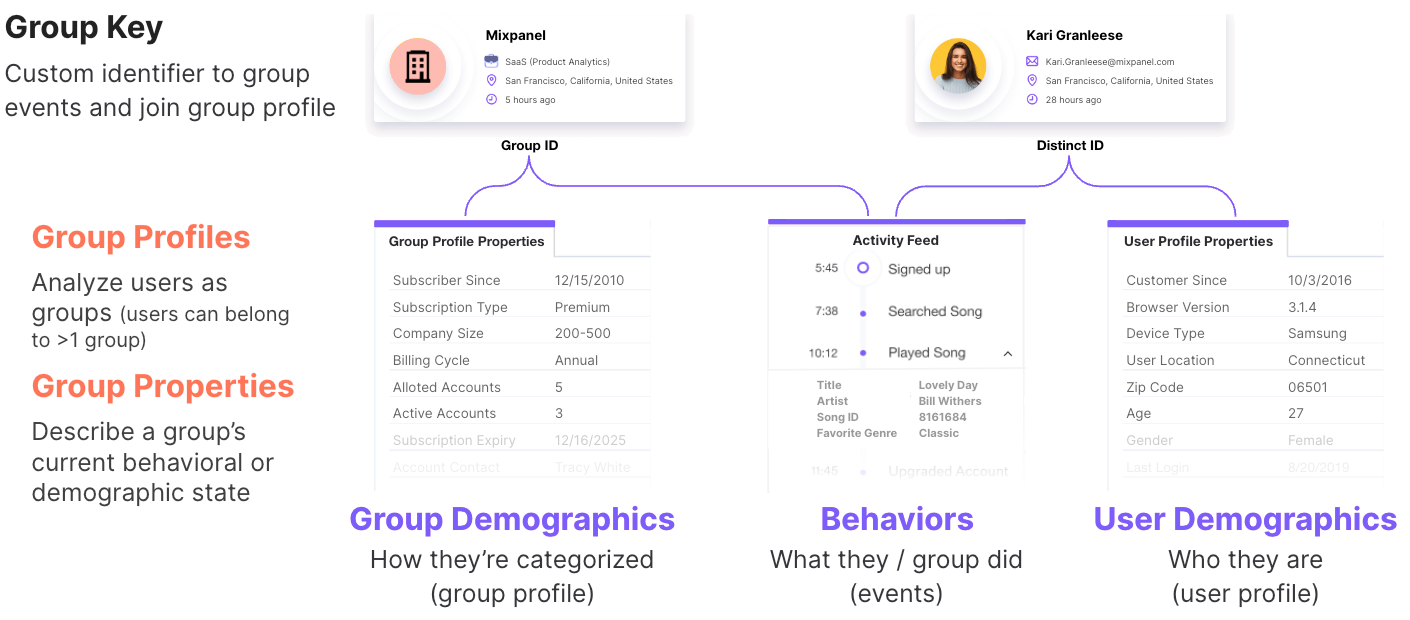 Group Key
Custom identifier to group
events and join group profile
Mixpanel
SaaS (Product Analytics)
San Francisco, California, United States
5 hours ago
Kari Granleese
Kari.Granleese@mixpanel.com
San Francisco, California, United States
28 hours ago
Group ID
Distinct ID
Group Profiles
Analyze users as
groups (users can belong
to >1 group)
Group Properties
Describe a group’s
current behavioral or
demographic state
Group Profile Properties
Subscriber Since 12/15/2010
Subscription Type Premium
Company Size 200-500
Billing Cycle Annual
Alloted Accounts 5
Active Accounts 3
Subscription Expiry 12/16/2025
Account Contact Tracy White
Group Demographics
How they’re categorized
(group profile)
Activity Feed
5:45 Signed up
7:38 Searched Song
10:12 Played Song
Title Lovely Day
Artist Bill Withers
Song ID 8161684
Favorite Genre Classic
11:45 Upgraded Account
Behaviors
What they / group did
(events)
User Profile Properties
Customer Since 10/3/2016
Browser Version 3.1.4
Device Type Samsung
User Location Connecticut
Zip Code 06501
Age 27
Gender Female
Last Login 8/20/2019
User Demographics
Who they are
(user profile)